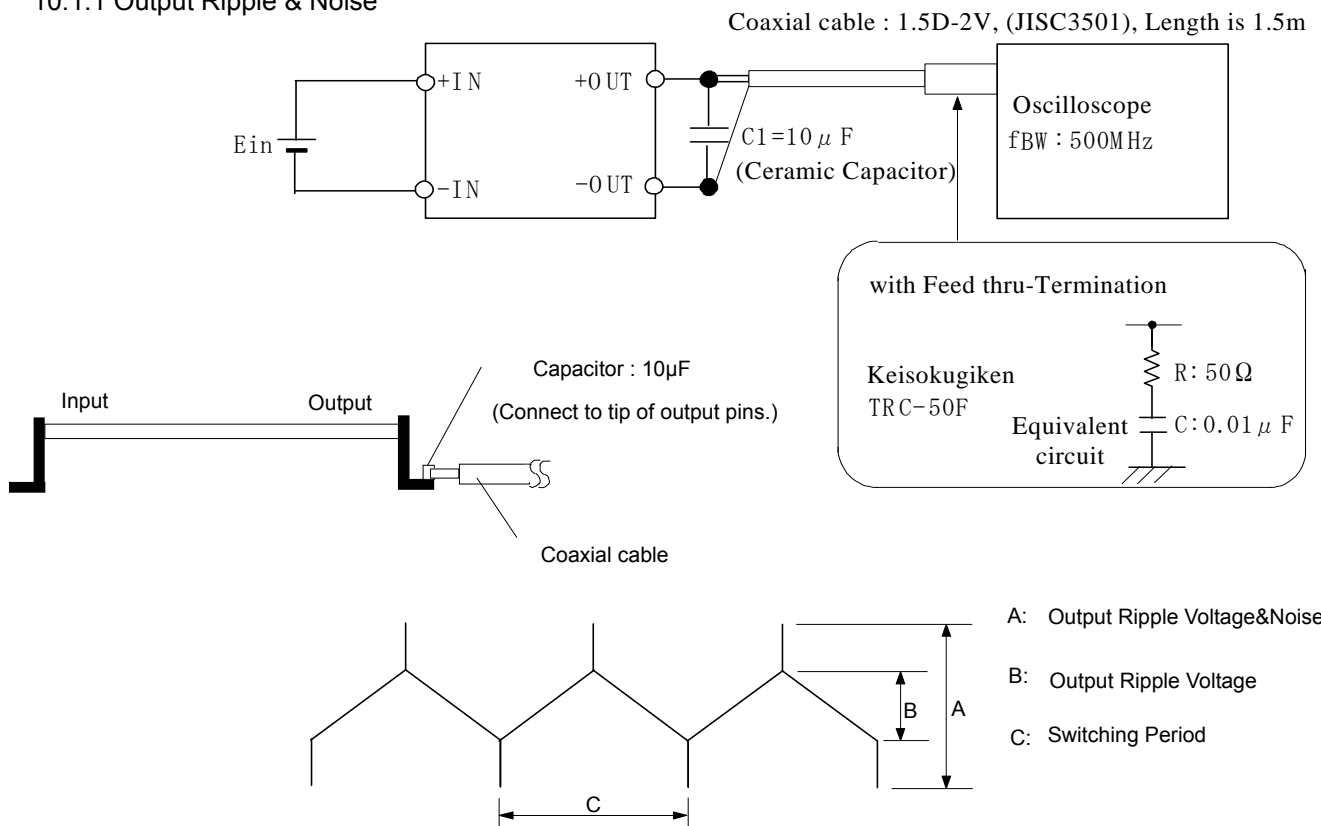 10.1.1 Output Ripple & Noise
Coaxial cable : 1.5D-2V, (JISC3501), Length is 1.5m
+IN
+OUT
Ein
C1=10 μ F
(Ceramic Capacitor)
-IN
-OUT
Oscilloscope
fBW : 500MHz
with Feed thru-Termination
Keisokugiken
TRC-50F
R: 50Ω
Equivalent
circuit
C:0.01 μ F
Input
Output
Capacitor : 10μF
(Connect to tip of output pins.)
Coaxial cable
A: Output Ripple Voltage&Noise
B: Output Ripple Voltage
C: Switching Period
B
A
C